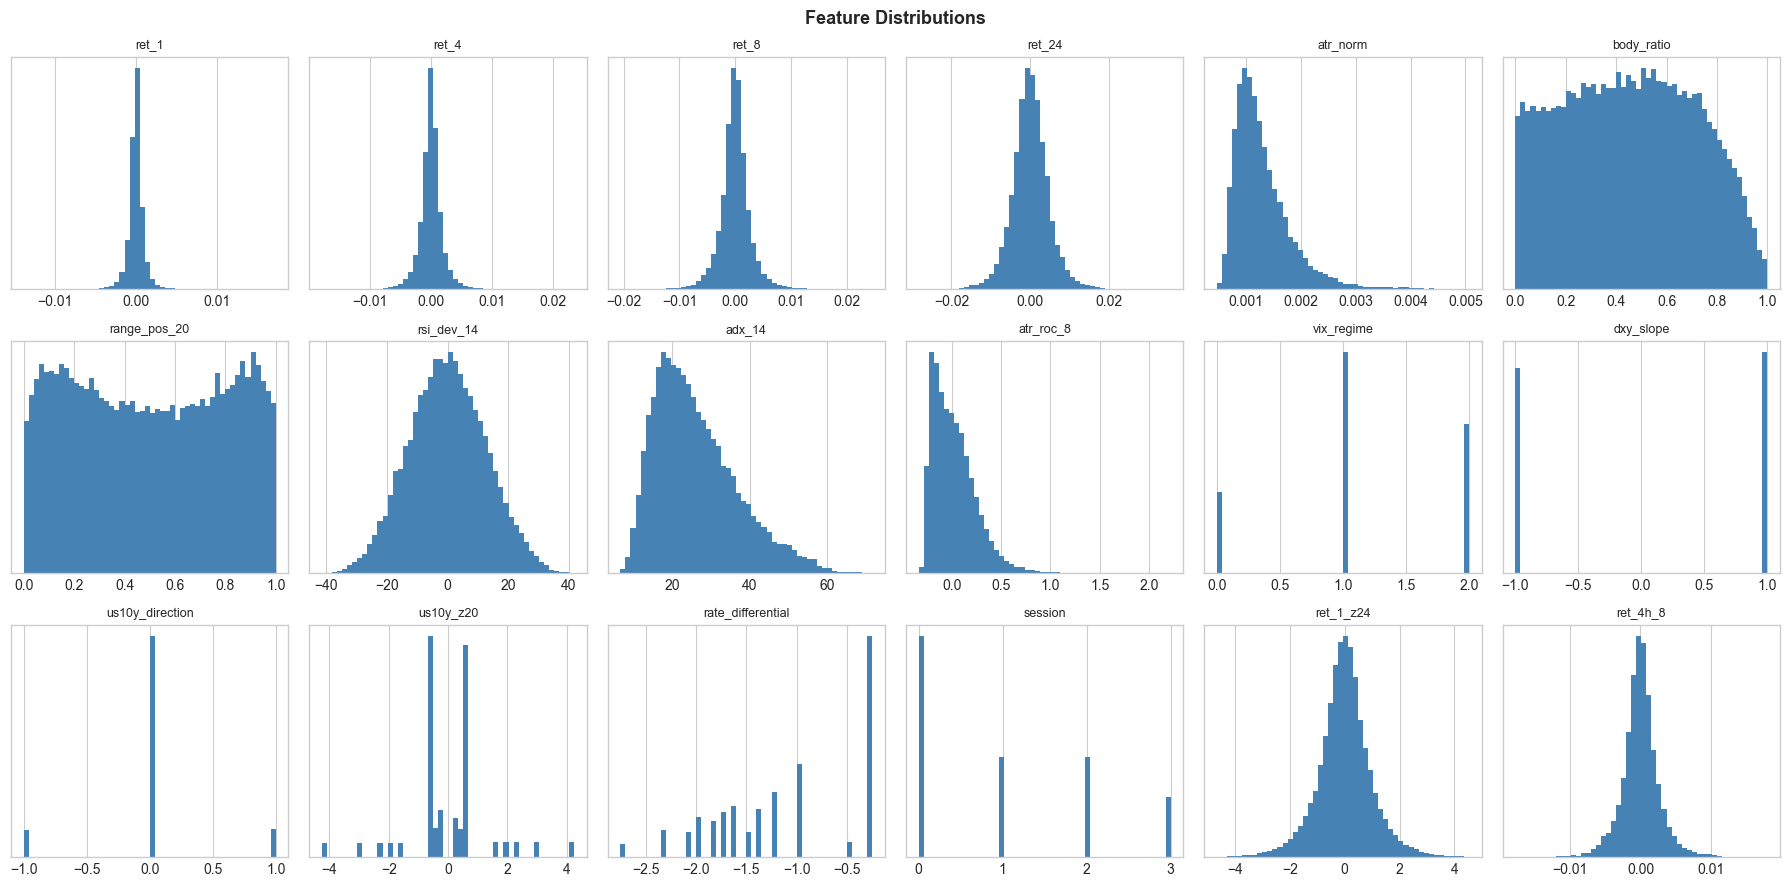 Feature Distributions
ret_1 ret_4 ret_8 ret_24 atr_norm body_ratio
−0.01 0.00 0.01 −0.01 0.00 0.01 0.02 −0.02 −0.01 0.00 0.01 0.02 −0.02 0.00 0.02 0.001 0.002 0.003 0.004 0.005 0.0 0.2 0.4 0.6 0.8 1.0
range_pos_20 rsi_dev_14 adx_14 atr_roc_8 vix_regime dxy_slope
0.0 0.2 0.4 0.6 0.8 1.0 −40 −20 0 20 40 20 40 60 0.0 0.5 1.0 1.5 2.0 0.0 0.5 1.0 1.5 2.0 −1.0 −0.5 0.0 0.5 1.0
us10y_direction us10y_z20 rate_differential session ret_1_z24 ret_4h_8
−1.0 −0.5 0.0 0.5 1.0 −4 −2 0 2 4 −2.5 −2.0 −1.5 −1.0 −0.5 0 1 2 3 −4 −2 0 2 4 −0.01 0.00 0.01